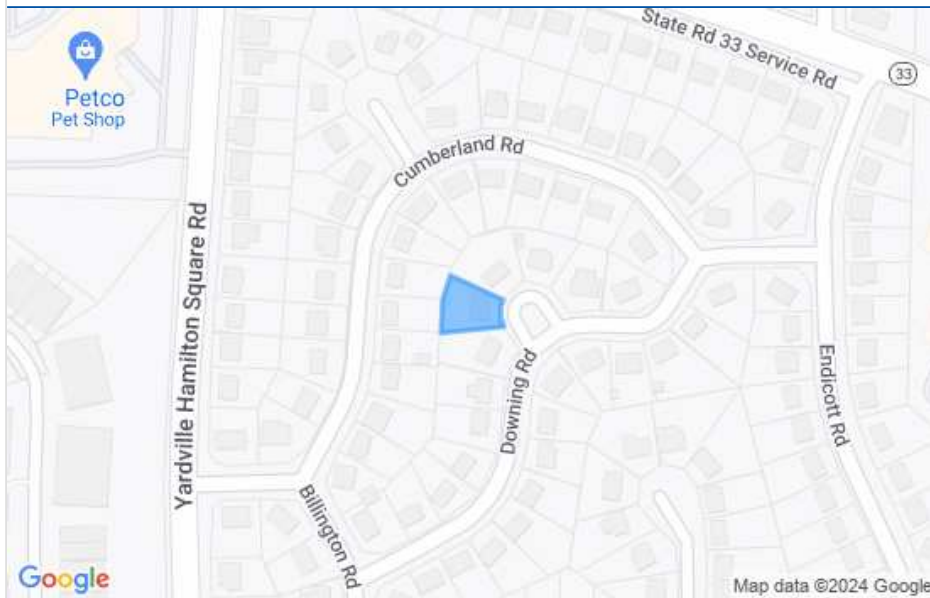 State Rd 33 Service Rd
33
Petco
Pet Shop
Cumberland Rd
Yardville Hamilton Square Rd
Downing Rd
Endicott Rd
Billington Rd
Google
Map data ©2024 Google